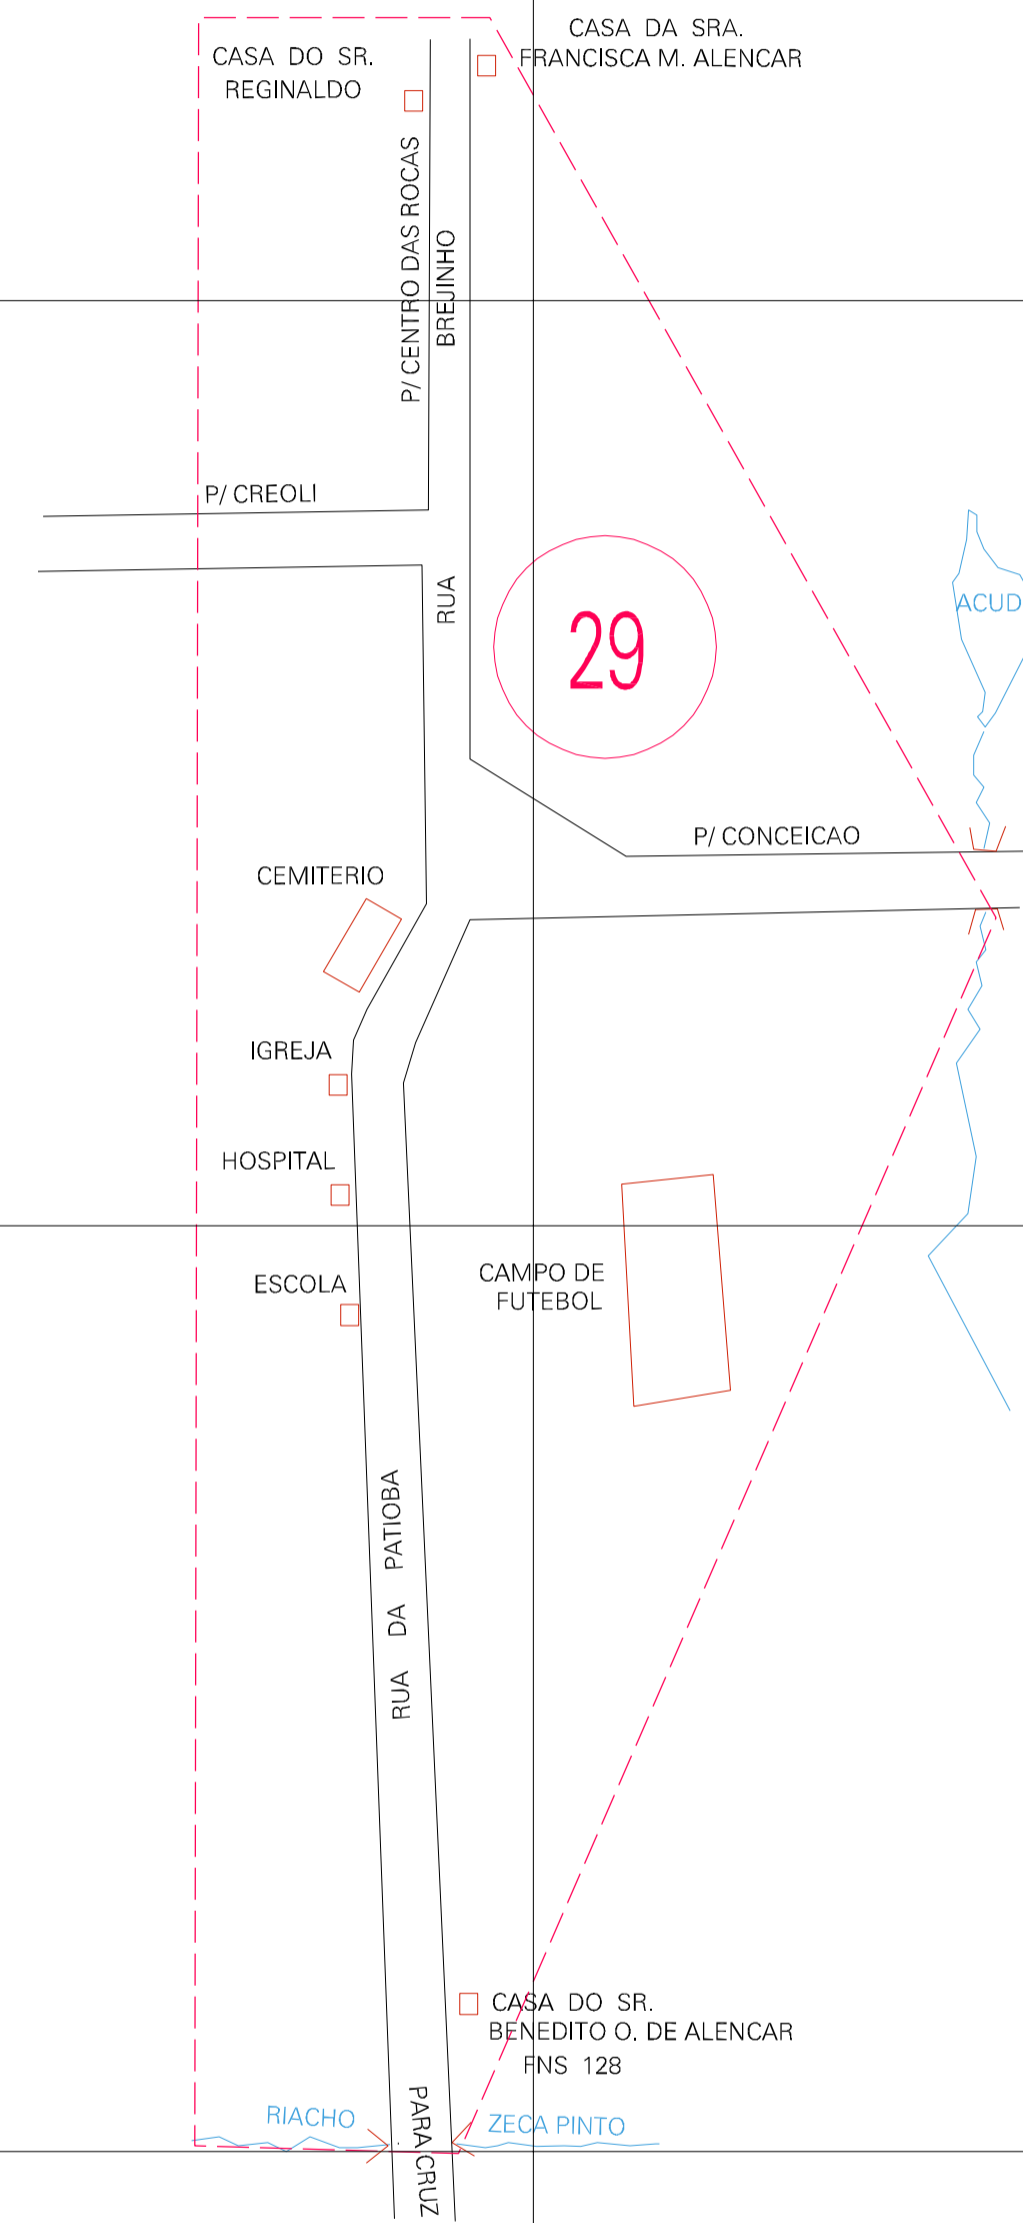 CASA DA SRA.
FRANCISCA M. ALENCAR
CASA DO SR.
REGINALDO
P/ CENTRO DAS ROCAS
BREJINHO
P/ CREOLI
RUA
29
ACUD
P/ CONCEICAO
CEMITERIO
IGREJA
HOSPITAL
ESCOLA
CAMPO DE
FUTEBOL
RUA DA PATIOBA
CASA DO SR.
BENEDITO O. DE ALENCAR
FNS 128
RIACHO
ZECA PINTO
PARA CRUZ